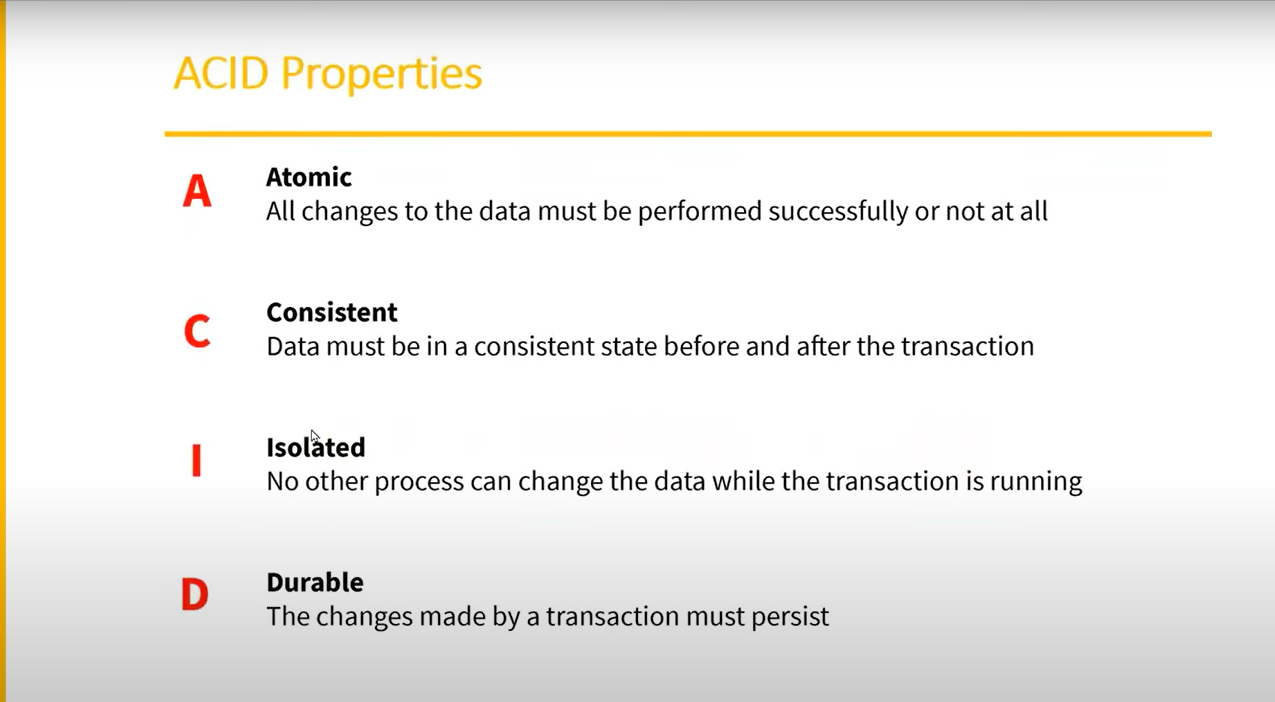 ACID Properties
A
Atomic
All changes to the data must be performed successfully or not at all
C
Consistent
Data must be in a consistent state before and after the transaction
I
Isolated
No other process can change the data while the transaction is running
D
Durable
The changes made by a transaction must persist